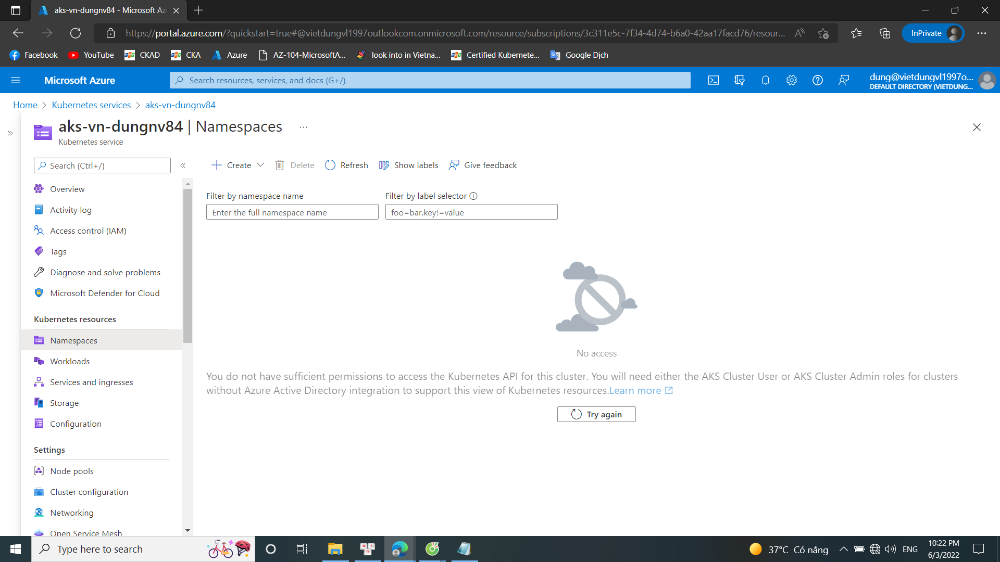 aks-vn-dungnv84 - Microsoft Az
https://portal.azure.com/?quickstart=true#@vietdungvl1997outlookcom.onmicrosoft.com/resource/subscriptions/3c311e5c-7f34-4d74-b6a0-42aa17facd76/resour...
InPrivate
Facebook
YouTube
CKAD
CKA
Azure
AZ-104-MicrosoftA...
look into in Vietna...
Certified Kubernete...
Google Dịch
Microsoft Azure
Search resources, services, and docs (G+/)
dung@vietdungvl1997o...
DEFAULT DIRECTORY (VIETDUNG...
Home > Kubernetes services > aks-vn-dungnv84
aks-vn-dungnv84 | Namespaces ...
Kubernetes service
Search (Ctrl+/)
Create
Delete
Refresh
Show labels
Give feedback
Overview
Activity log
Access control (IAM)
Tags
Diagnose and solve problems
Microsoft Defender for Cloud
Kubernetes resources
Namespaces
Workloads
Services and ingresses
Storage
Configuration
Settings
Node pools
Cluster configuration
Networking
Open Service Mesh
Filter by namespace name
Enter the full namespace name
Filter by label selector
foo=bar,key!=value
No access
You do not have sufficient permissions to access the Kubernetes API for this cluster. You will need either the AKS Cluster User or AKS Cluster Admin roles for clusters
without Azure Active Directory integration to support this view of Kubernetes resources.Learn more
Try again
Type here to search
37°C Có nắng
ENG
10:22 PM
6/3/2022